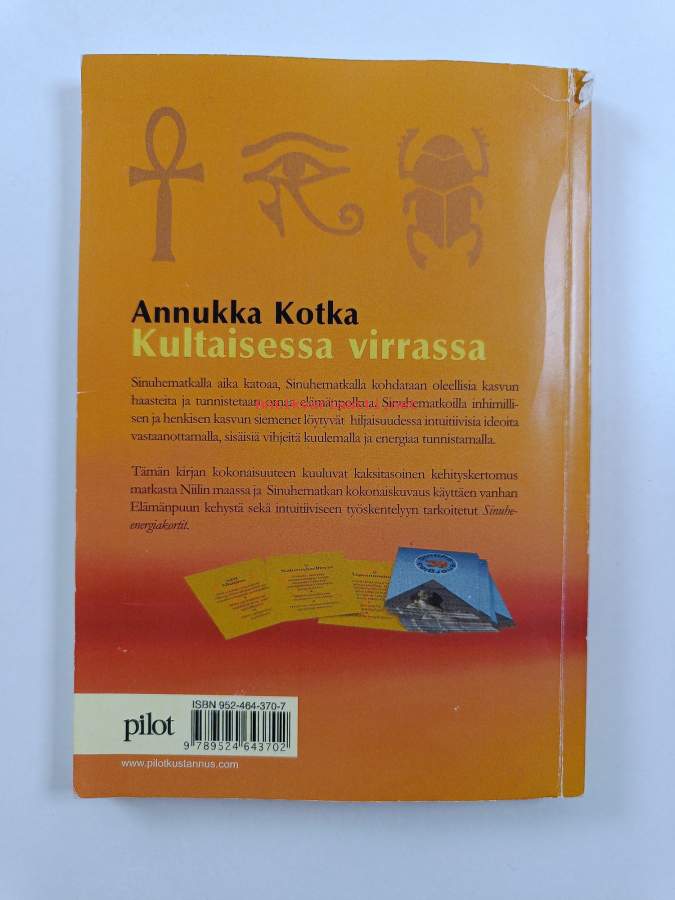 Annukka Kotka
Kultaisessa virrassa
Sinuhematkalla aika katoaa, Sinuhematkalla kohdataan oleellisia kasvun
haasteita ja tunnistetaan omaa elämänpolkua. Sinuhematkoilla inhimilli-
sen ja henkisen kasvun siemenet löytyvät hiljaisuudessa intuitiivisia ideoita
vastaanottamalla, sisäisiä vihjeitä kuulemalla ja energiaa tunnistamalla.
Tämän kirjan kokonaisuuteen kuuluvat kaksitasoinen kehityskertomus
matkasta Niilin maassa ja Sinuhematkan kokonaiskuvaus käyttäen vanhan
Elämänpuun kehystä sekä intuitiiviseen työskentelyyn tarkoitetut Sinuhe-
energiakortit.
pilot
ISBN 952-464-370-7
9 789524 643702
www.pilotkustannus.com